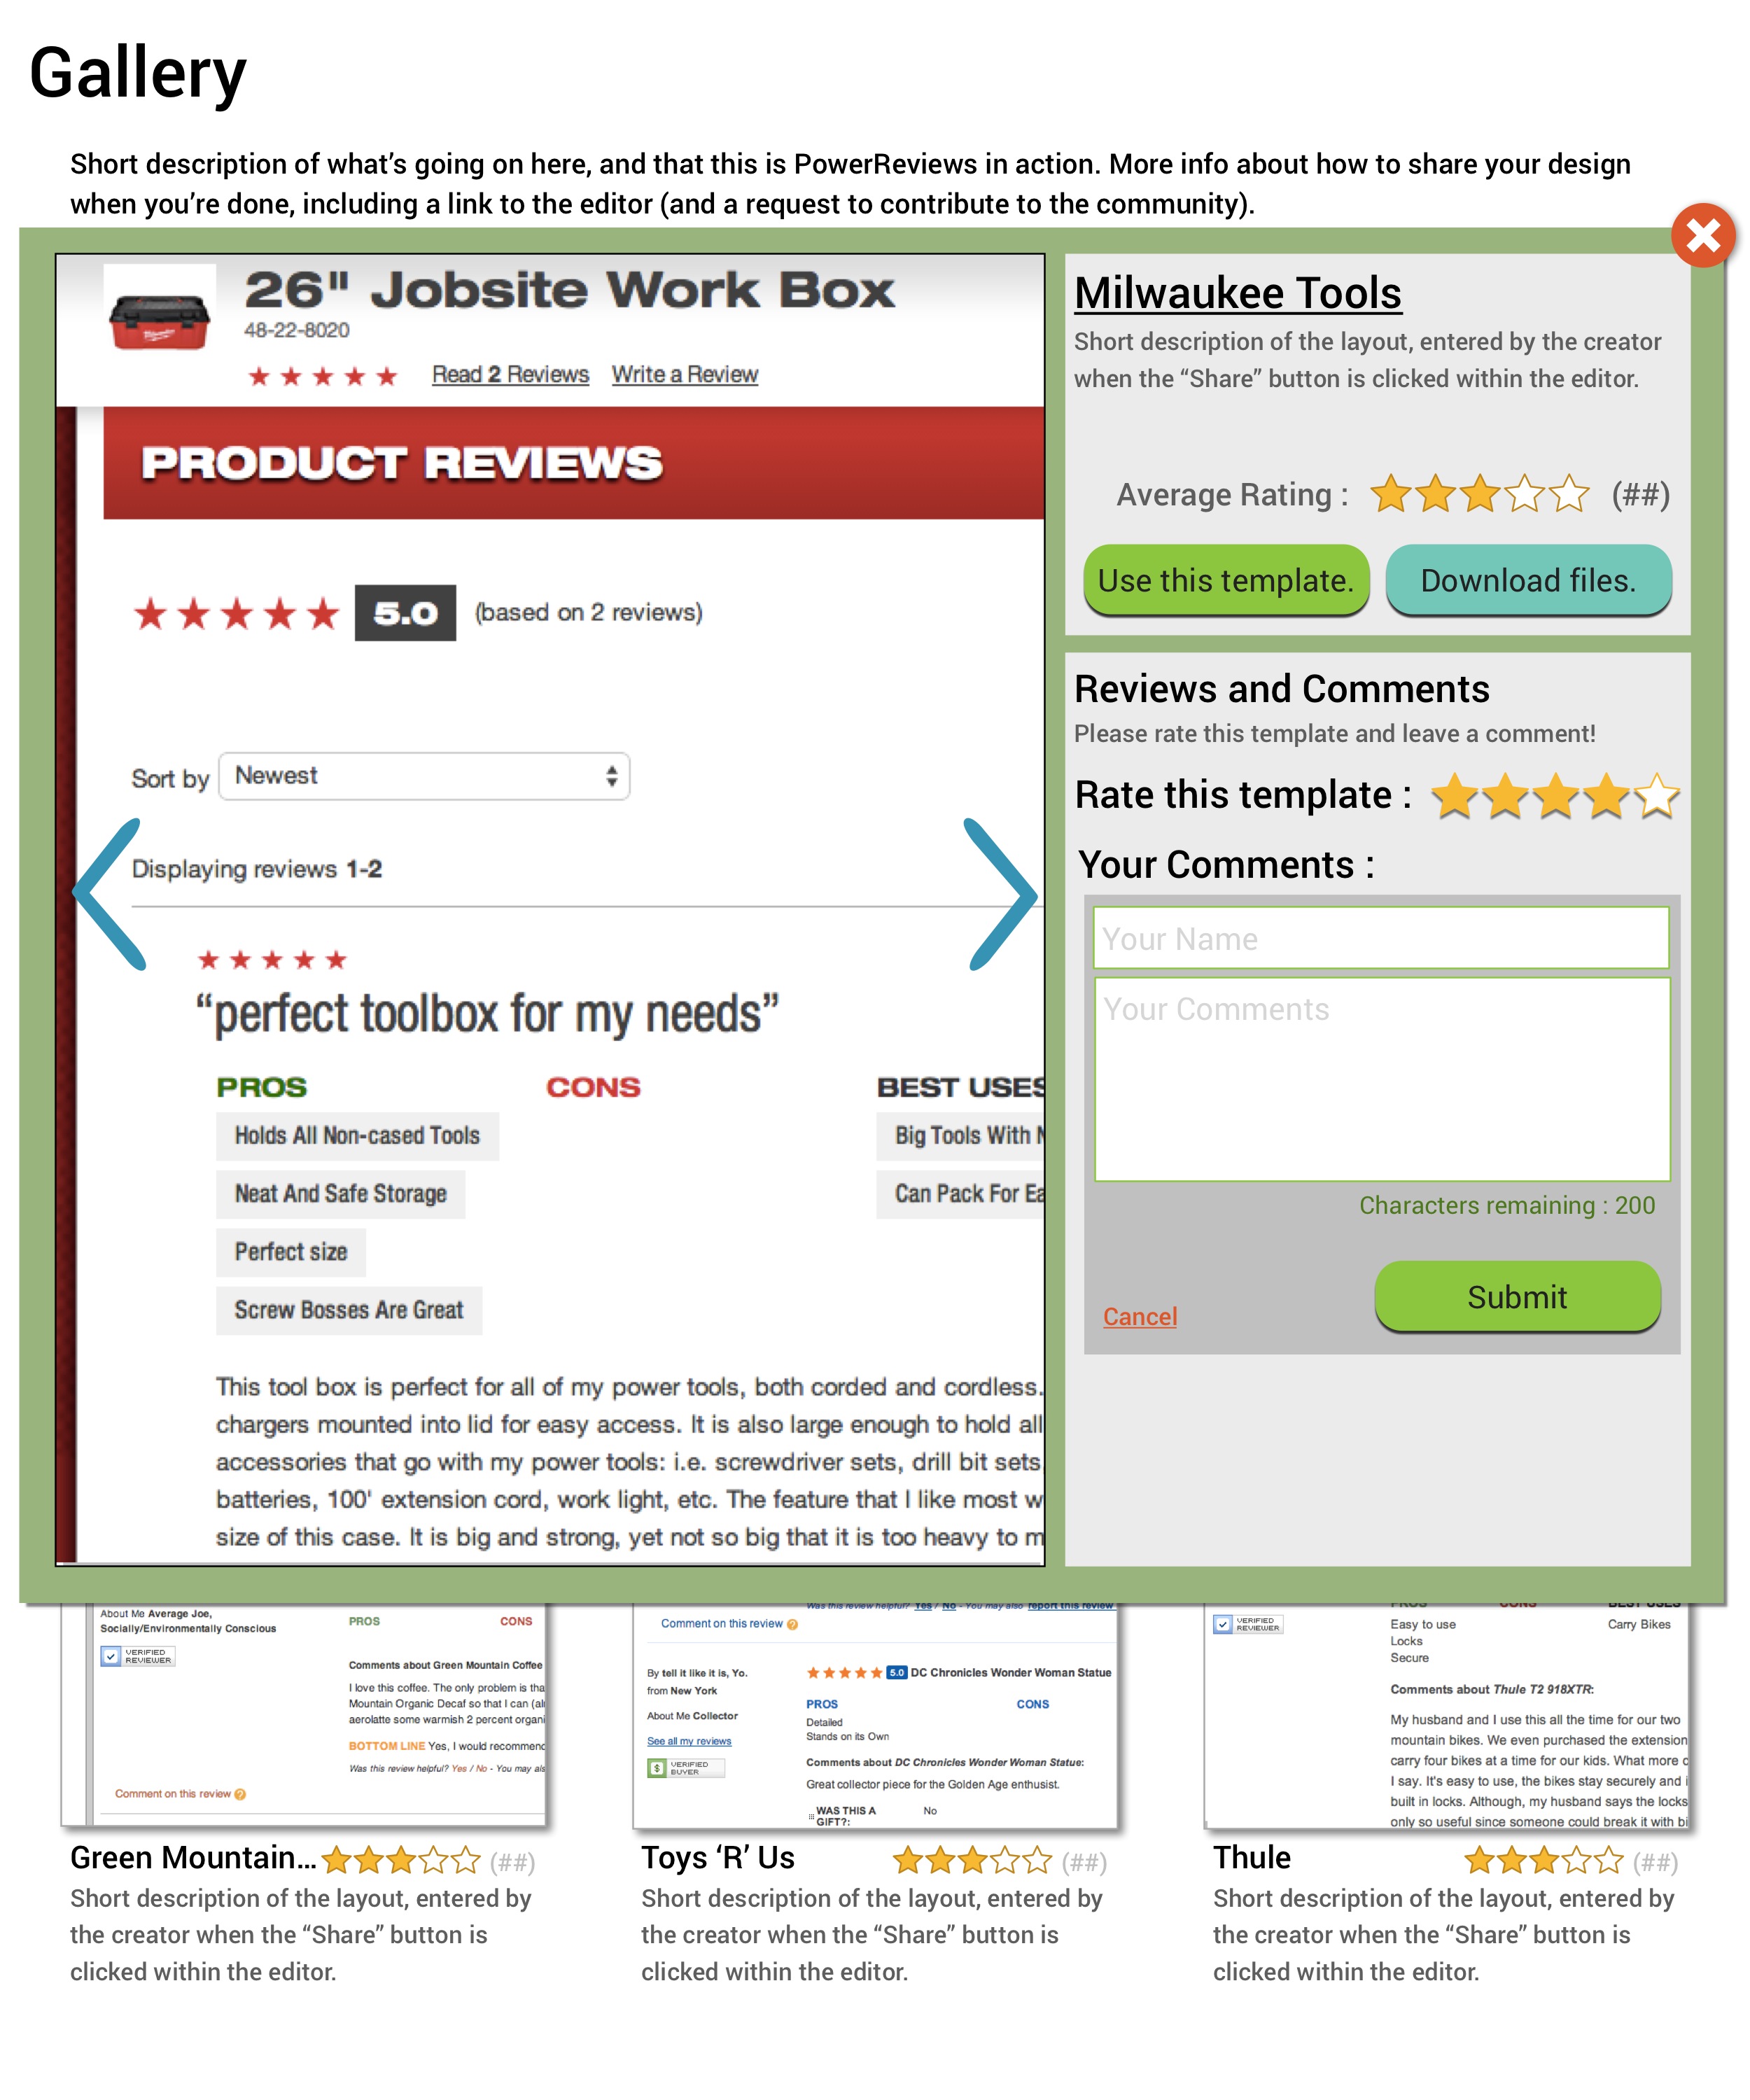 Gallery
Short description of what’s going on here, and that this is PowerReviews in action. More info about how to share your design
when you’re done, including a link to the editor (and a request to contribute to the community).
26" Jobsite Work Box
48-22-8020
Read 2 Reviews Write a Review
PRODUCT REVIEWS
5.0 (based on 2 reviews)
Sort by Newest
Displaying reviews 1-2
“perfect toolbox for my needs”
PROS CONS BEST USES
Holds All Non-cased Tools Big Tools With
Neat And Safe Storage Can Pack For
Perfect size
Screw Bosses Are Great
This tool box is perfect for all of my power tools, both corded and cordless.
chargers mounted into lid for easy access. It is also large enough to hold all
accessories that go with my power tools: i.e. screwdriver sets, drill bit sets
batteries, 100' extension cord, work light, etc. The feature that I like most w
size of this case. It is big and strong, yet not so big that it is too heavy to m
Milwaukee Tools
Short description of the layout, entered by the creator
when the “Share” button is clicked within the editor.
Average Rating : (##)
Use this template. Download files.
Reviews and Comments
Please rate this template and leave a comment!
Rate this template :
Your Comments :
Your Name
Your Comments
Characters remaining : 200
Cancel Submit
About Me Average Joe,
Socially/Environmentally Conscious
VERIFIED
REVIEWER
PROS CONS
Comments about Green Mountain Coffee
I love this coffee. The only problem is tha
Mountain Organic Decaf so that I can (al
aerolatte some warmish 2 percent organi
BOTTOM LINE Yes, I would recommend
Was this review helpful? Yes / No - You may als
Comment on this review ?
Green Mountain... (##)
Short description of the layout, entered by
the creator when the “Share” button is
clicked within the editor.
Was this review helpful? Yes / No - You may also report this review
Comment on this review ?
By tell it like it is, Yo.
from New York
About Me Collector
See all my reviews
$ VERIFIED
BUYER
5.0 DC Chronicles Wonder Woman Statue
PROS CONS
Detailed
Stands on its Own
Comments about DC Chronicles Wonder Woman Statue:
Great collector piece for the Golden Age enthusist.
WAS THIS A
GIFT?: No
Toys ‘R’ Us (##)
Short description of the layout, entered by
the creator when the “Share” button is
clicked within the editor.
VERIFIED
REVIEWER
PROS CONS BEST USES
Easy to use Carry Bikes
Locks
Secure
Comments about Thule T2 918XTR:
My husband and I use this all the time for our two
mountain bikes. We even purchased the extension
carry four bikes at a time for our kids. What more c
I say. It's easy to use, the bikes stay securely and i
built in locks. Although, my husband says the locks
only so useful since someone could break it with bi
Thule (##)
Short description of the layout, entered by
the creator when the “Share” button is
clicked within the editor.